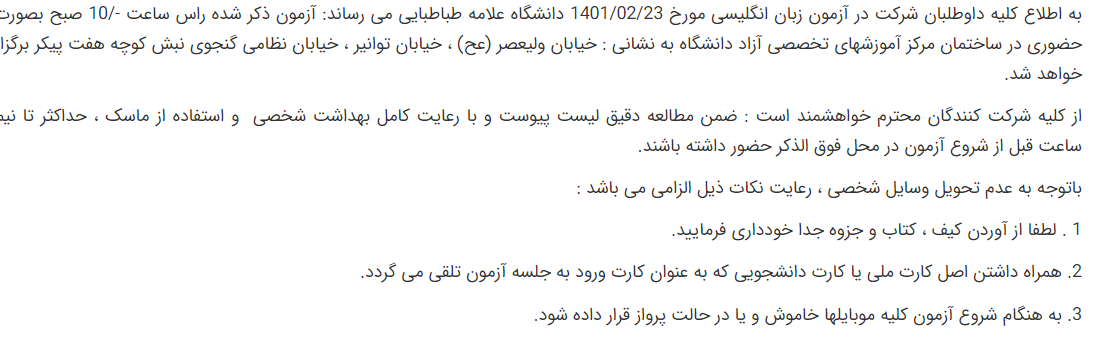 به اطلاع کلیه داوطلبان شرکت در آزمون زبان انگلیسی مورخ 1401/02/23 دانشگاه علامه طباطبایی می رساند: آزمون ذکر شده راس ساعت -/10 صبح بصورت
حضوری در ساختمان مرکز آموزشهای تخصصی آزاد دانشگاه به نشانی : خیابان ولیعصر (عج) ، خیابان توانیر ، خیابان نظامی گنجوی نبش کوچه هفت پیکر برگزا
خواهد شد.
از کلیه شرکت کنندگان محترم خواهشمند است : ضمن مطالعه دقیق لیست پیوست و با رعایت کامل بهداشت شخصی و استفاده از ماسک ، حداکثر تا نیم
ساعت قبل از شروع آزمون در محل فوق الذکر حضور داشته باشند.
باتوجه به عدم تحویل وسایل شخصی ، رعایت نکات ذیل الزامی می باشد :
1 . لطفا از آوردن کیف ، کتاب و جزوه جدا خودداری فرمایید.
2. همراه داشتن اصل کارت ملی یا کارت دانشجویی که به عنوان کارت ورود به جلسه آزمون تلقی می گردد.
3. به هنگام شروع آزمون کلیه موبایلها خاموش و یا در حالت پرواز قرار داده شود.